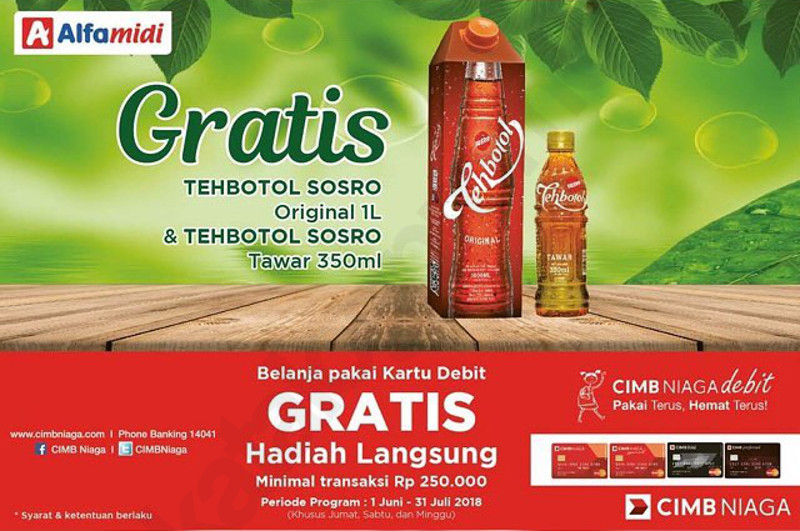 Alfamidi
Gratis
TEHBOTOL SOSRO
Original 1L
& TEHBOTOL SOSRO
Tawar 350ml
SOSRO
Tehbotol
ORIGINAL
SOSRO
Tehbotol
TAWAR
Belanja pakai Kartu Debit
GRATIS
Hadiah Langsung
Minimal transaksi Rp 250.000
Periode Program : 1 Juni - 31 Juli 2018
(Khusus Jumat, Sabtu, dan Minggu)
www.cimbniaga.com | Phone Banking 14041
CIMB Niaga | CIMBNiaga
* Syarat & ketentuan berlaku
CIMB NIAGA debit
Pakai Terus, Hemat Terus!
CIMB NIAGA